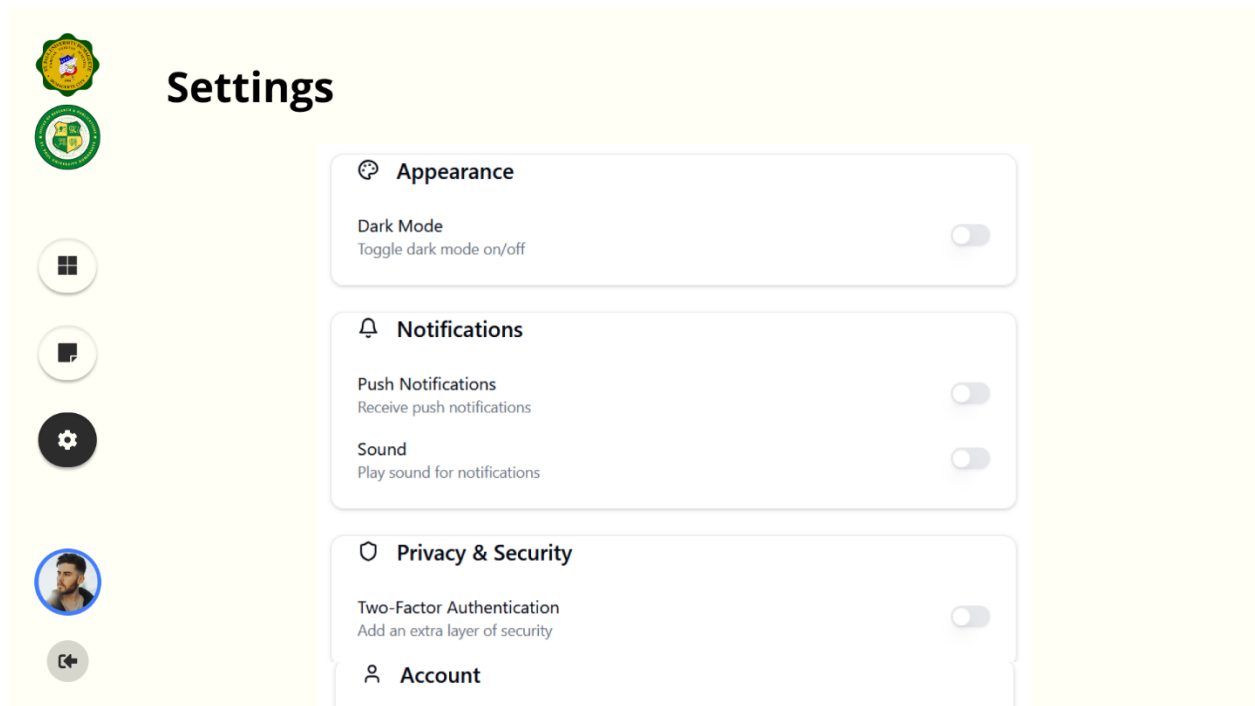 Settings
Appearance
Dark Mode
Toggle dark mode on/off
Notifications
Push Notifications
Receive push notifications
Sound
Play sound for notifications
Privacy & Security
Two-Factor Authentication
Add an extra layer of security
Account